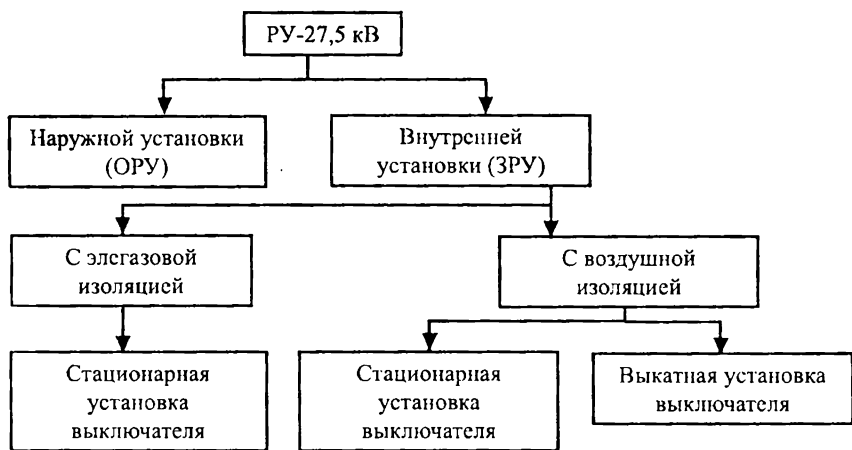 РУ-27,5 кВ
Наружной установки
(ОРУ)
Внутренней
установки (ЗРУ)
С элегазовой
изоляцией
С воздушной
изоляцией
Стационарная
установка
выключателя
Стационарная
установка
выключателя
Выкатная установка
выключателя